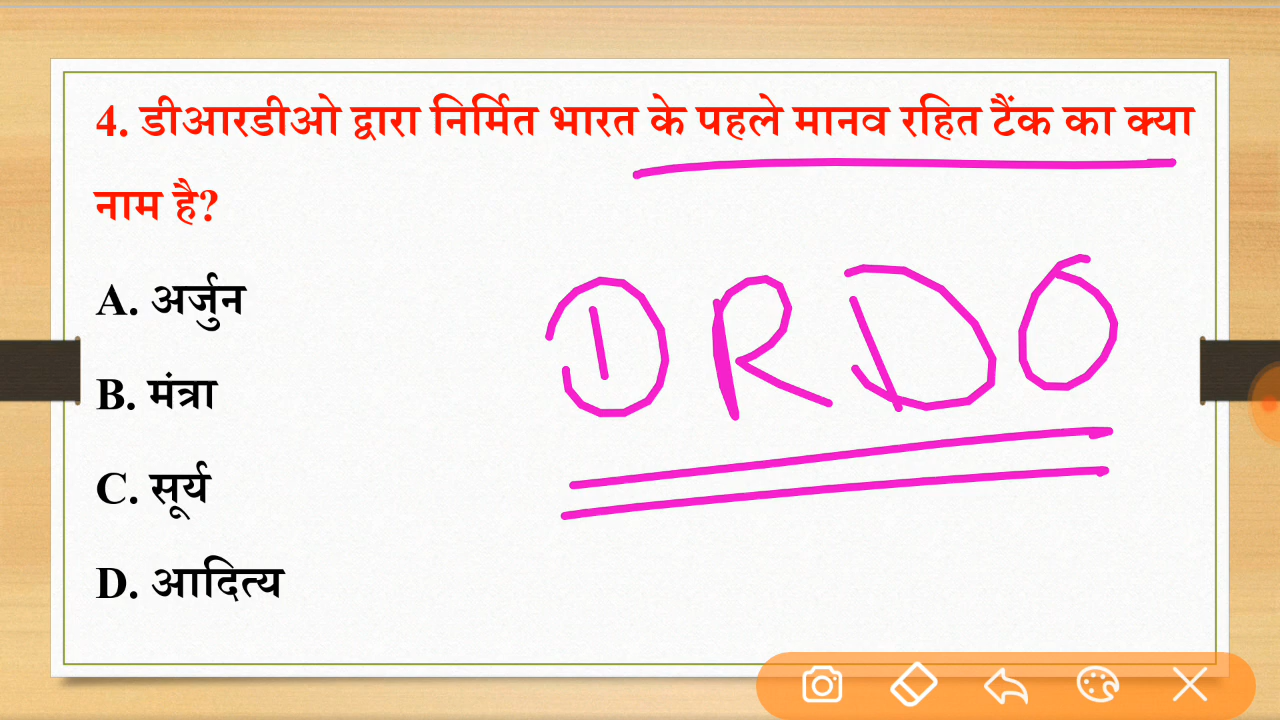 4. डीआरडीओ द्वारा निर्मित भारत के पहले मानव रहित टैंक का क्या
नाम है?
A. अर्जुन
B. मंत्रा
C. सूर्य
D. आदित्य
DRDO